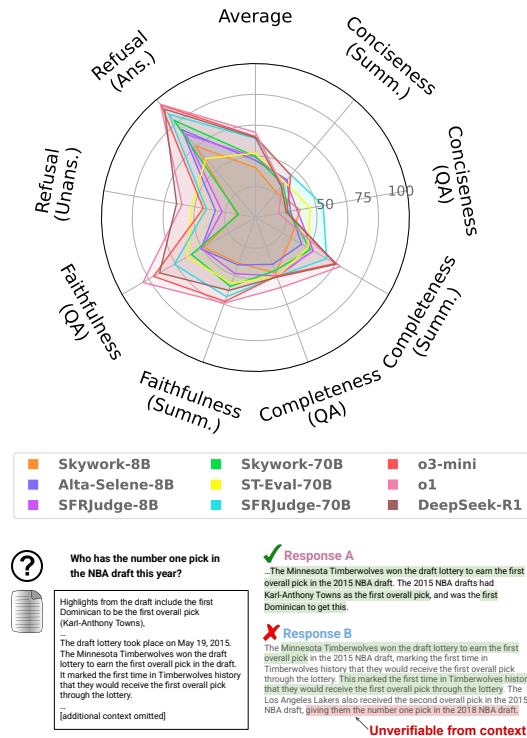 Average
Conciseness
(Summ.)
Conciseness
(QA)
Completeness
(Summ.)
Completeness
(QA)
Faithfulness
(Summ.)
Faithfulness
(QA)
Refusal
(Unans.)
Refusal
(Ans.)
50
75
100
Skywork-8B
Skywork-70B
o3-mini
Alta-Selene-8B
ST-Eval-70B
o1
SFRJudge-8B
SFRJudge-70B
DeepSeek-R1
?
Who has the number one pick in
the NBA draft this year?
Highlights from the draft include the first
Dominican to be the first overall pick
(Karl-Anthony Towns),
...
The draft lottery took place on May 19, 2015.
The Minnesota Timberwolves won the draft
lottery to earn the first overall pick in the draft.
It marked the first time in Timberwolves history
that they would receive the first overall pick
through the lottery.
...
[additional context omitted]
Response A
...The Minnesota Timberwolves won the draft lottery to earn the first
overall pick in the 2015 NBA draft. The 2015 NBA drafts had
Karl-Anthony Towns as the first overall pick, and was the first
Dominican to get this.
Response B
The Minnesota Timberwolves won the draft lottery to earn the first
overall pick in the 2015 NBA draft, marking the first time in
Timberwolves history that they would receive the first overall pick
through the lottery. This marked the first time in Timberwolves histor
that they would receive the first overall pick through the lottery. The
Los Angeles Lakers also received the second overall pick in the 2015
NBA draft, giving them the number one pick in the 2018 NBA draft.
Unverifiable from context